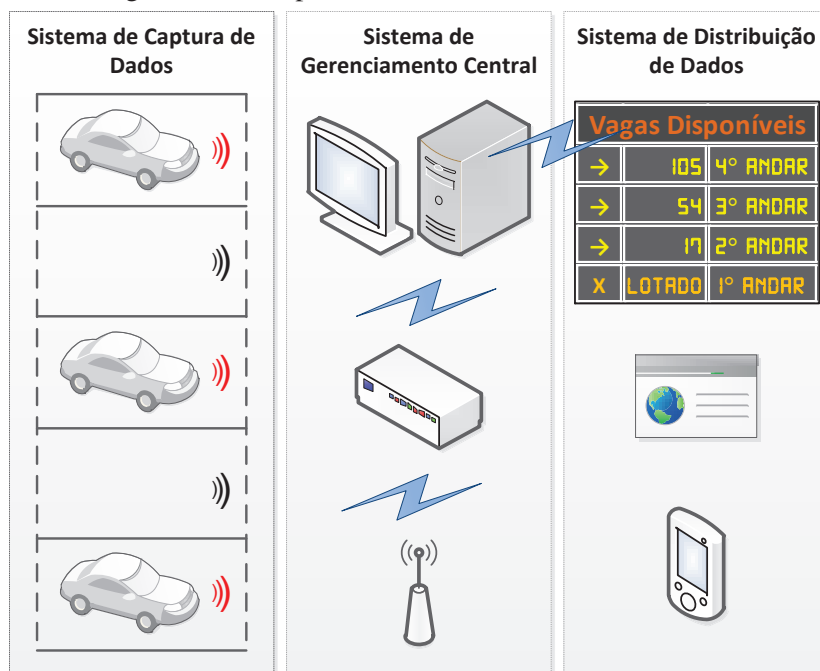 Sistema de Captura de
Dados
Sistema de
Gerenciamento Central
Sistema de Distribuição
de Dados
Vagas Disponíveis
→ 105 4° ANDAR
→ 54 3° ANDAR
→ 17 2° ANDAR
X LOTADO 1° ANDAR